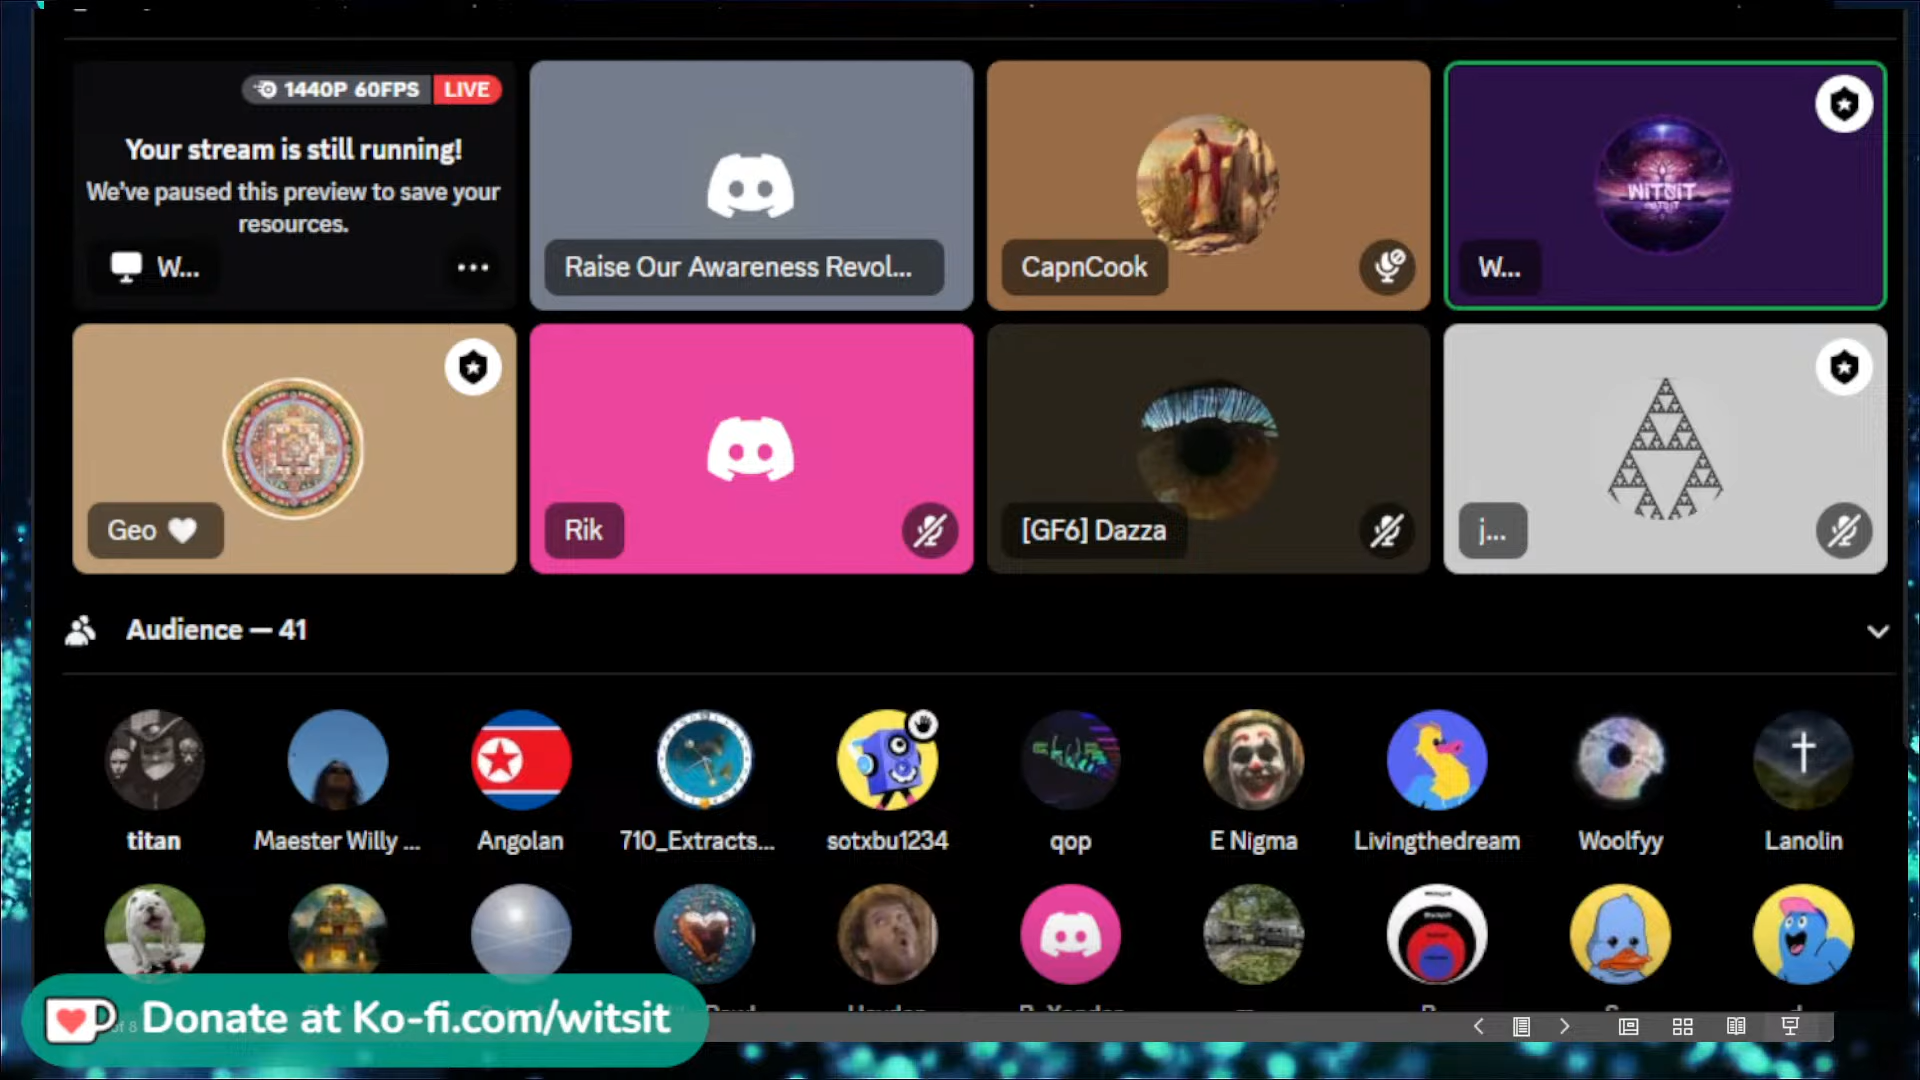 1440P 60FPS LIVE
Your stream is still running!
We've paused this preview to save your
resources.
W...
Raise Our Awareness Revol...
CapnCook
WITSIT
W...
Geo
Rik
[GF6] Dazza
j...
Audience — 41
titan
Maester Willy ...
Angolan
710_Extracts...
sotxbu1234
qop
E Nigma
Livingthedream
Woolfyy
Lanolin
Donate at Ko-fi.com/witsit